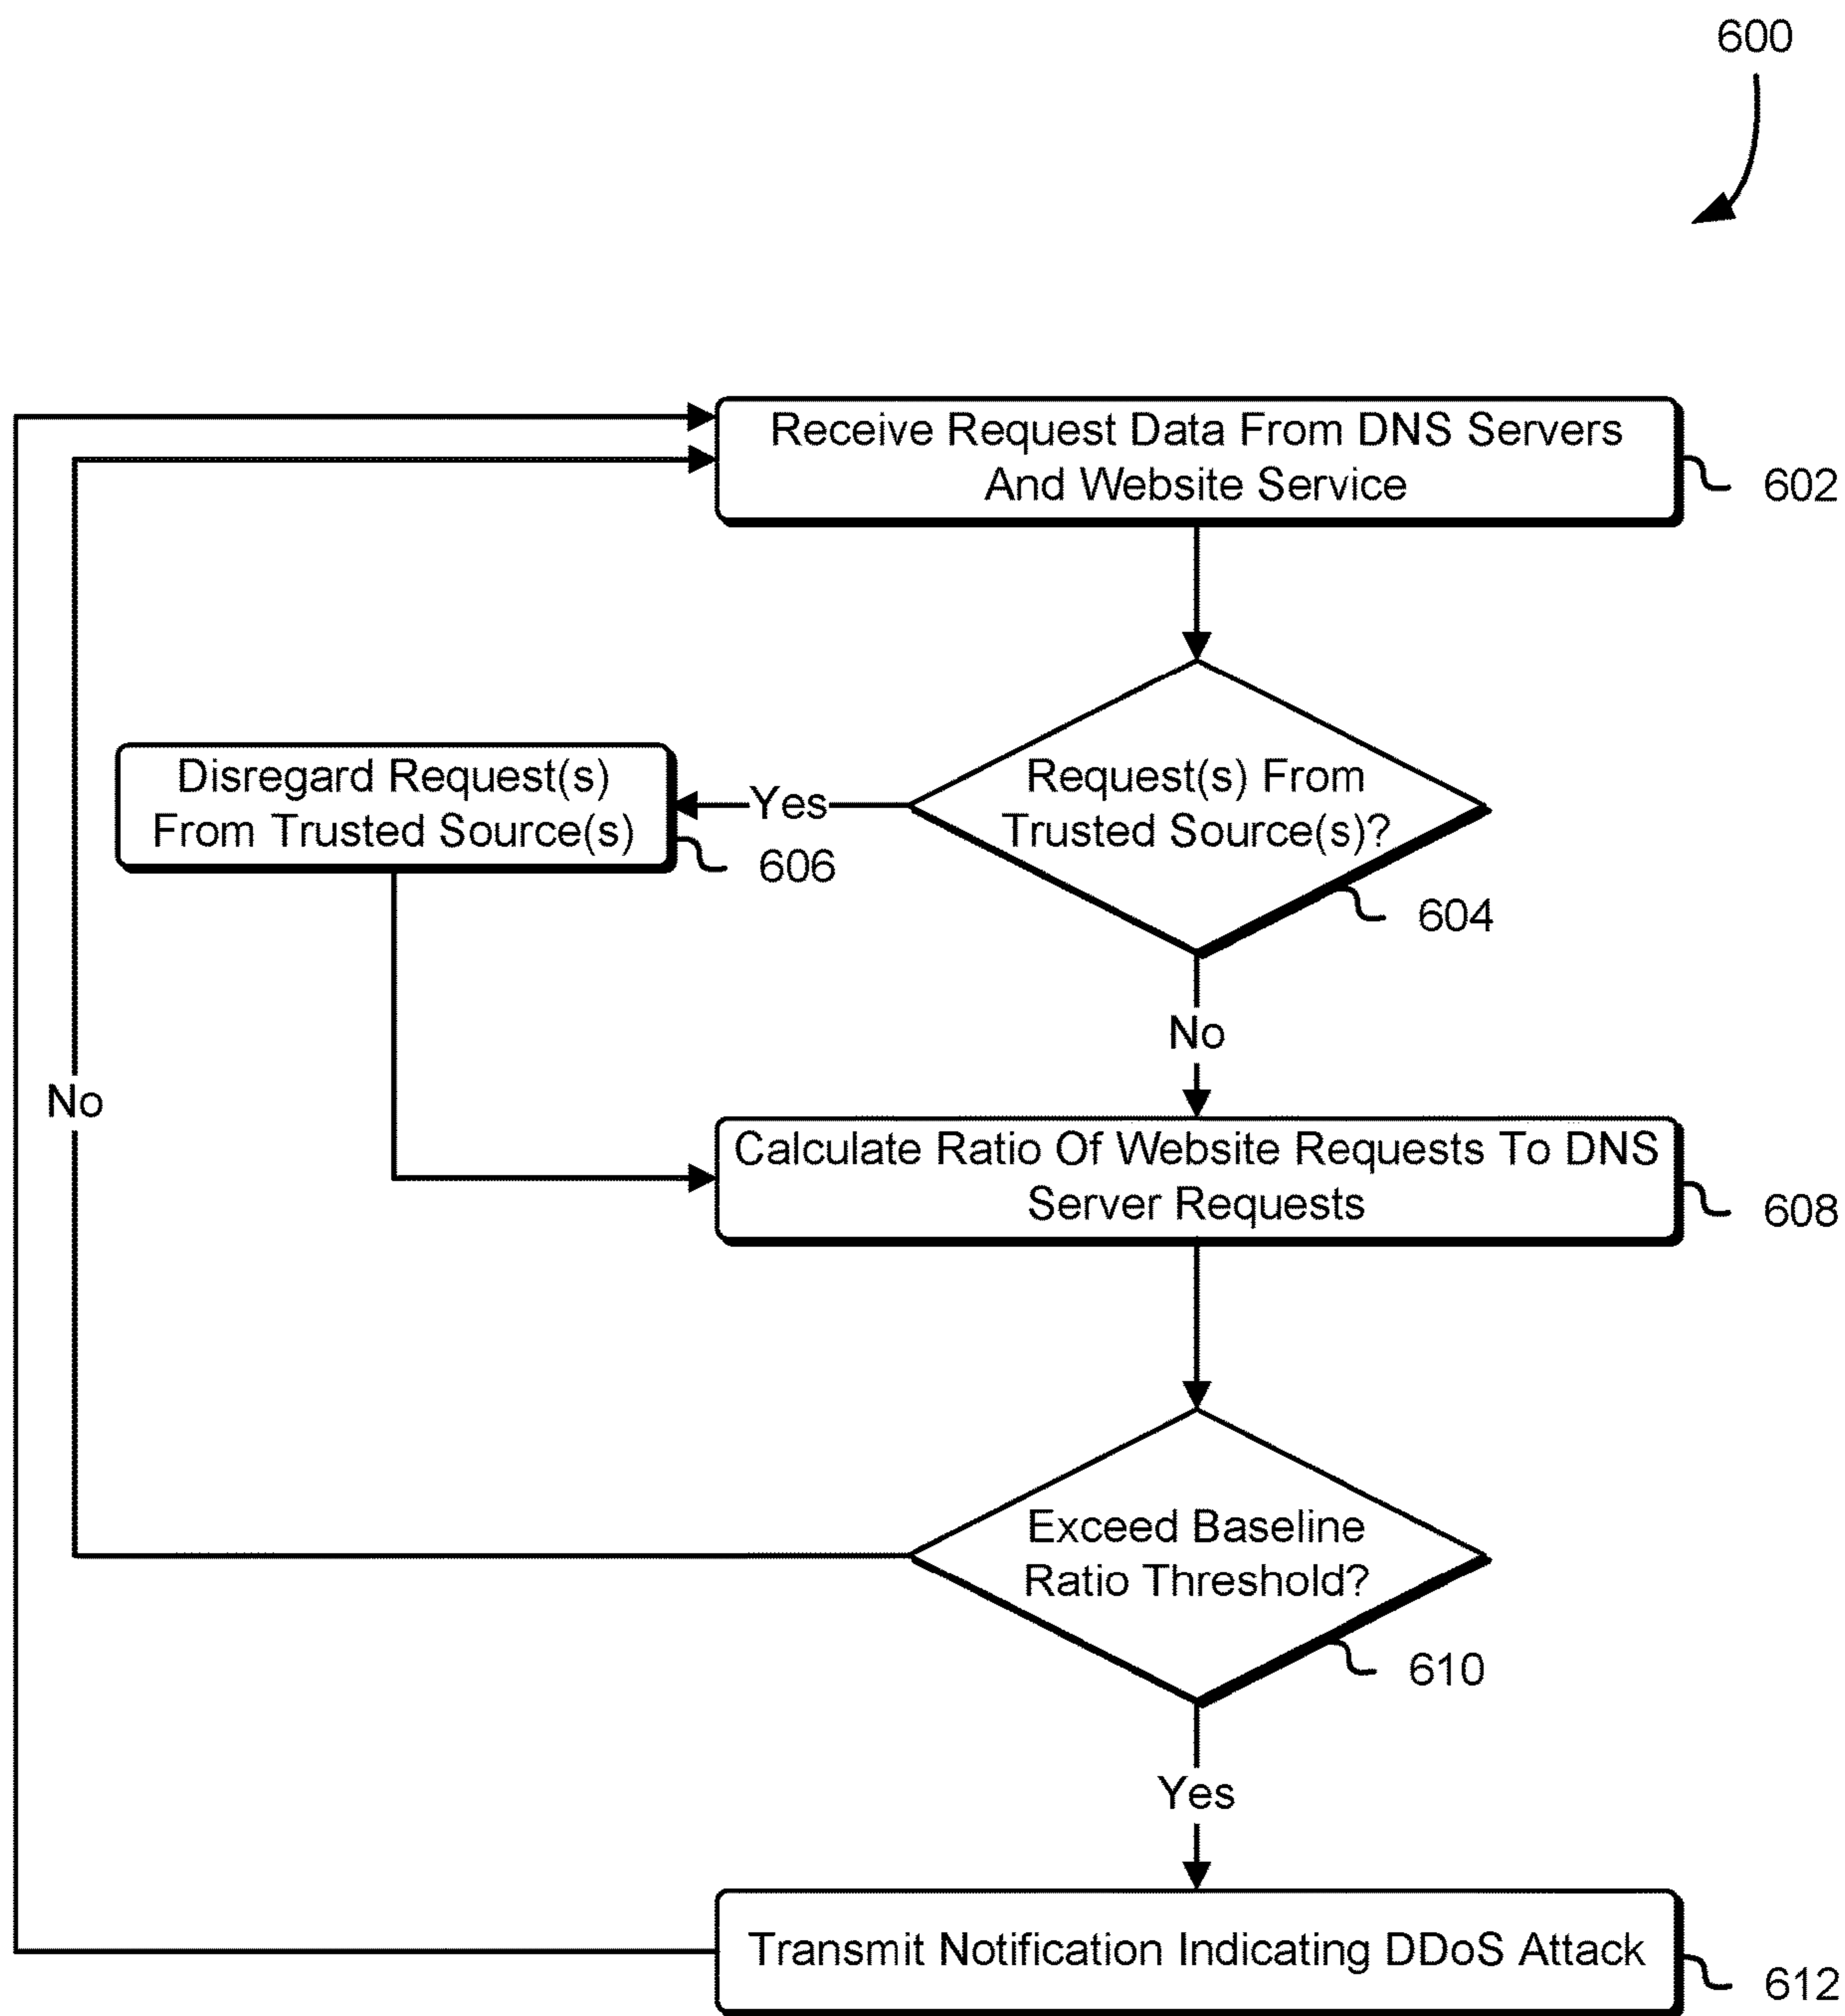 600
Receive Request Data From DNS Servers
And Website Service
602
Disregard Request(s)
From Trusted Source(s)
606
Yes
Request(s) From
Trusted Source(s)?
604
No
No
Calculate Ratio Of Website Requests To DNS
Server Requests
608
Exceed Baseline
Ratio Threshold?
610
Yes
Transmit Notification Indicating DDoS Attack
612